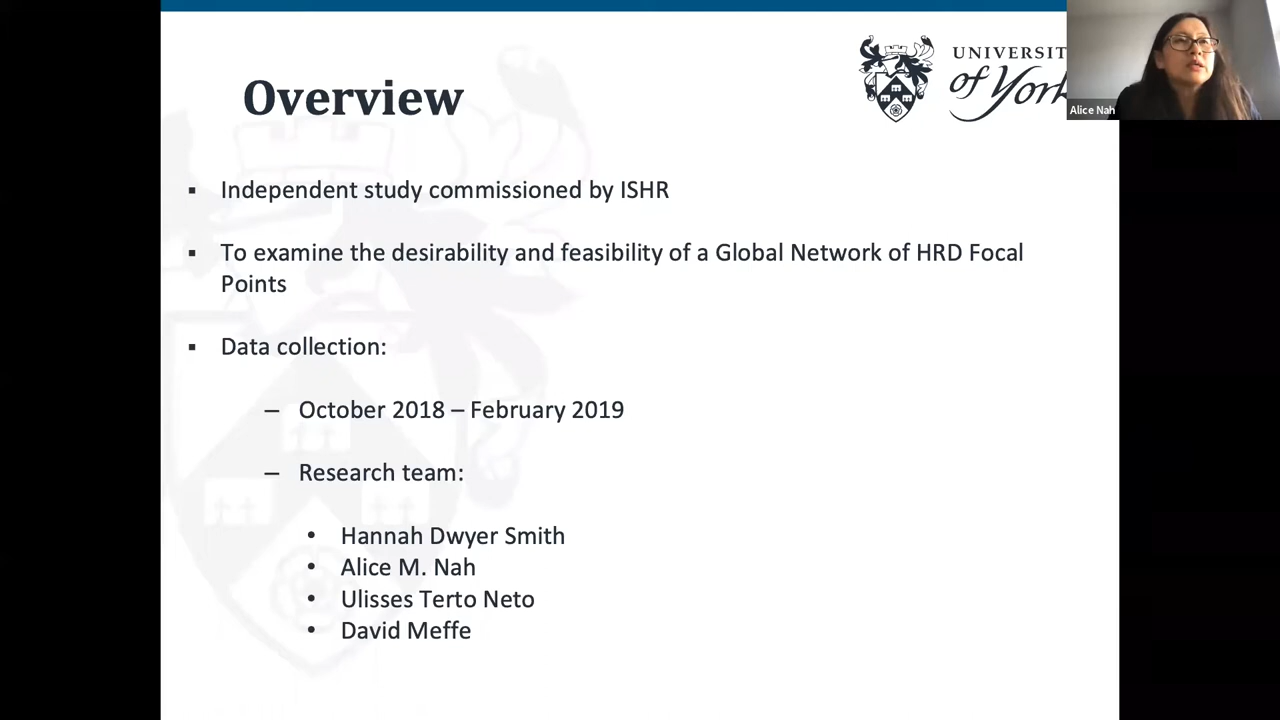 Overview
UNIVERSIT
of York
Alice Nah
▪ Independent study commissioned by ISHR
▪ To examine the desirability and feasibility of a Global Network of HRD Focal
Points
▪ Data collection:
– October 2018 – February 2019
– Research team:
• Hannah Dwyer Smith
• Alice M. Nah
• Ulisses Terto Neto
• David Meffe